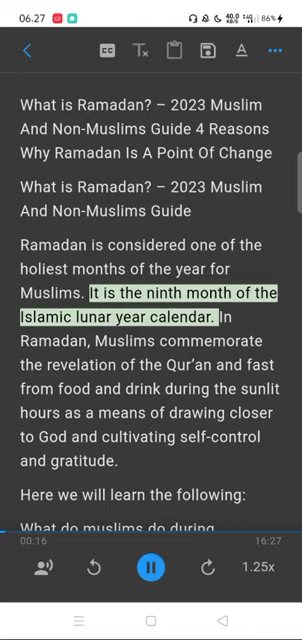 06.27
40.0 KB/S 86%
CC
What is Ramadan? – 2023 Muslim
And Non-Muslims Guide 4 Reasons
Why Ramadan Is A Point Of Change
What is Ramadan? – 2023 Muslim
And Non-Muslims Guide
Ramadan is considered one of the
holiest months of the year for
Muslims. It is the ninth month of the
Islamic lunar year calendar. In
Ramadan, Muslims commemorate
the revelation of the Qur’an and fast
from food and drink during the sunlit
hours as a means of drawing closer
to God and cultivating self-control
and gratitude.
Here we will learn the following:
What do muslims do during
00:16 16:27
1.25x